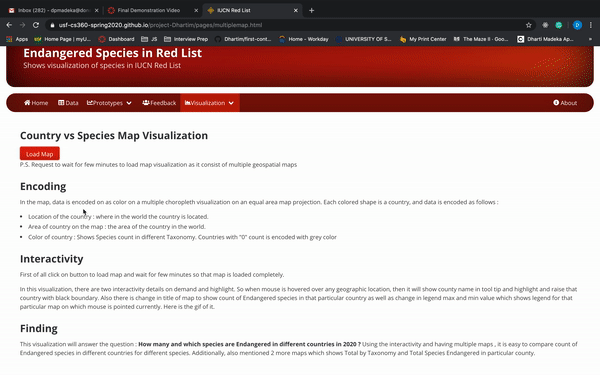 Inbox (282) - dpmadeka@do
Final Demonstration Video
IUCN Red List
usf-cs360-spring2020.github.io/project-Dhartim/pages/multiplemap.html
Apps
Home Page | myU...
Dashboard
JS
Interview Prep
Dhartim/first-cont...
Home - Workday
UNIVERSITY OF S...
My Print Center
The Maze II - Goo...
Dharti Madeka Ap...
Endangered Species in Red List
Shows visualization of species in IUCN Red List
Home Data Prototypes Feedback Visualization About
Country vs Species Map Visualization
Load Map
P.S. Request to wait for few minutes to load map visualization as it consist of multiple geospatial maps
Encoding
In the map, data is encoded on as color on a multiple choropleth visualization on an equal area map projection. Each colored shape is a country, and data is encoded as follows :
• Location of the country : where in the world the country is located.
• Area of country on the map : the area of the country in the world.
• Color of country : Shows Species count in different Taxonomy. Countries with "0" count is encoded with grey color
Interactivity
First of all click on button to load map and wait for few minutes so that map is loaded completely.
In this visualization, there are two interactivity details on demand and highlight. So when mouse is hovered over any geographic location, then it will show county name in tool tip and highlight and raise that
country with black boundary. Also there is change in title of map to show count of Endangered species in that particular country as well as change in legend max and min value which shows legend for that
particular map on which mouse is pointed currently. Here is the gif of it.
Finding
This visualization will answer the question : How many and which species are Endangered in different countries in 2020 ? Using the interactivity and having multiple maps , it is easy to compare count of
Endangered species in different countries for different species. Additionally, also mentioned 2 more maps which shows Total by Taxonomy and Total Species Endangered in particular county.